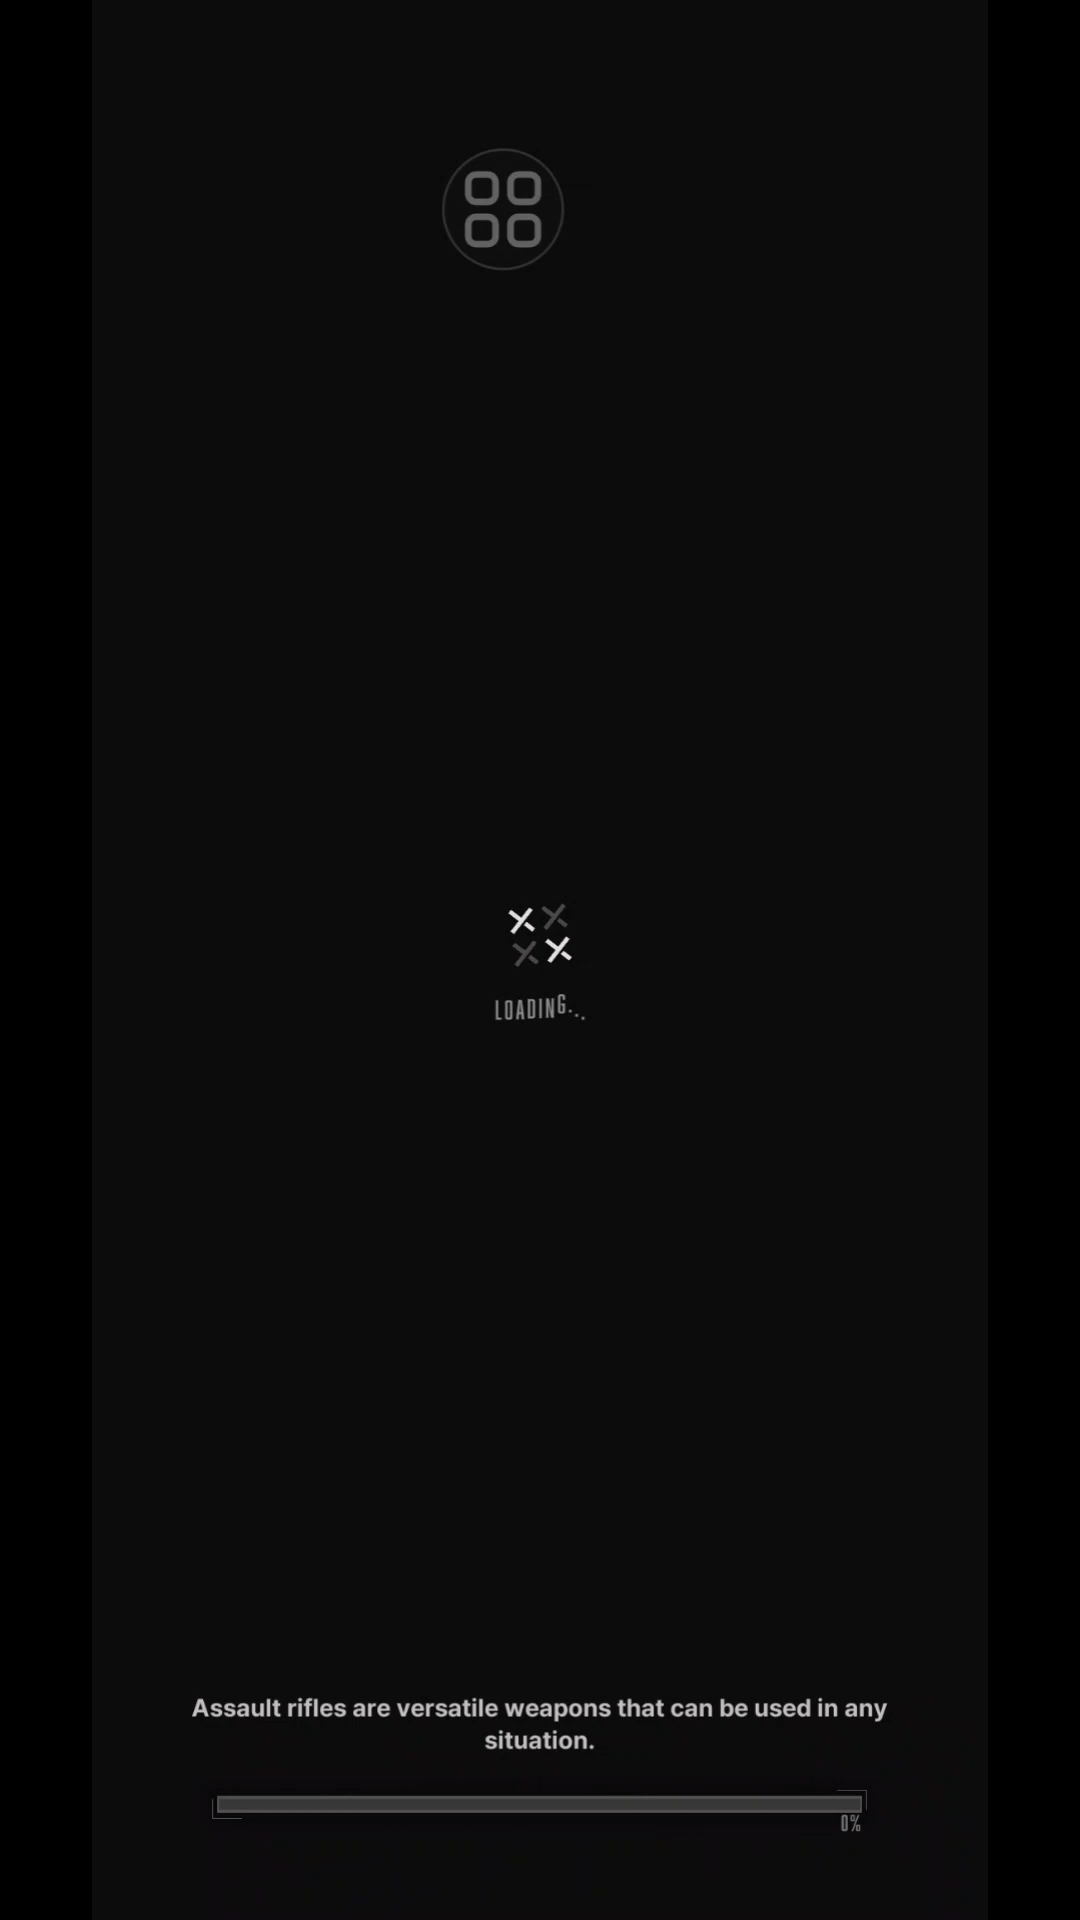 LOADING...
Assault rifles are versatile weapons that can be used in any
situation.
0%